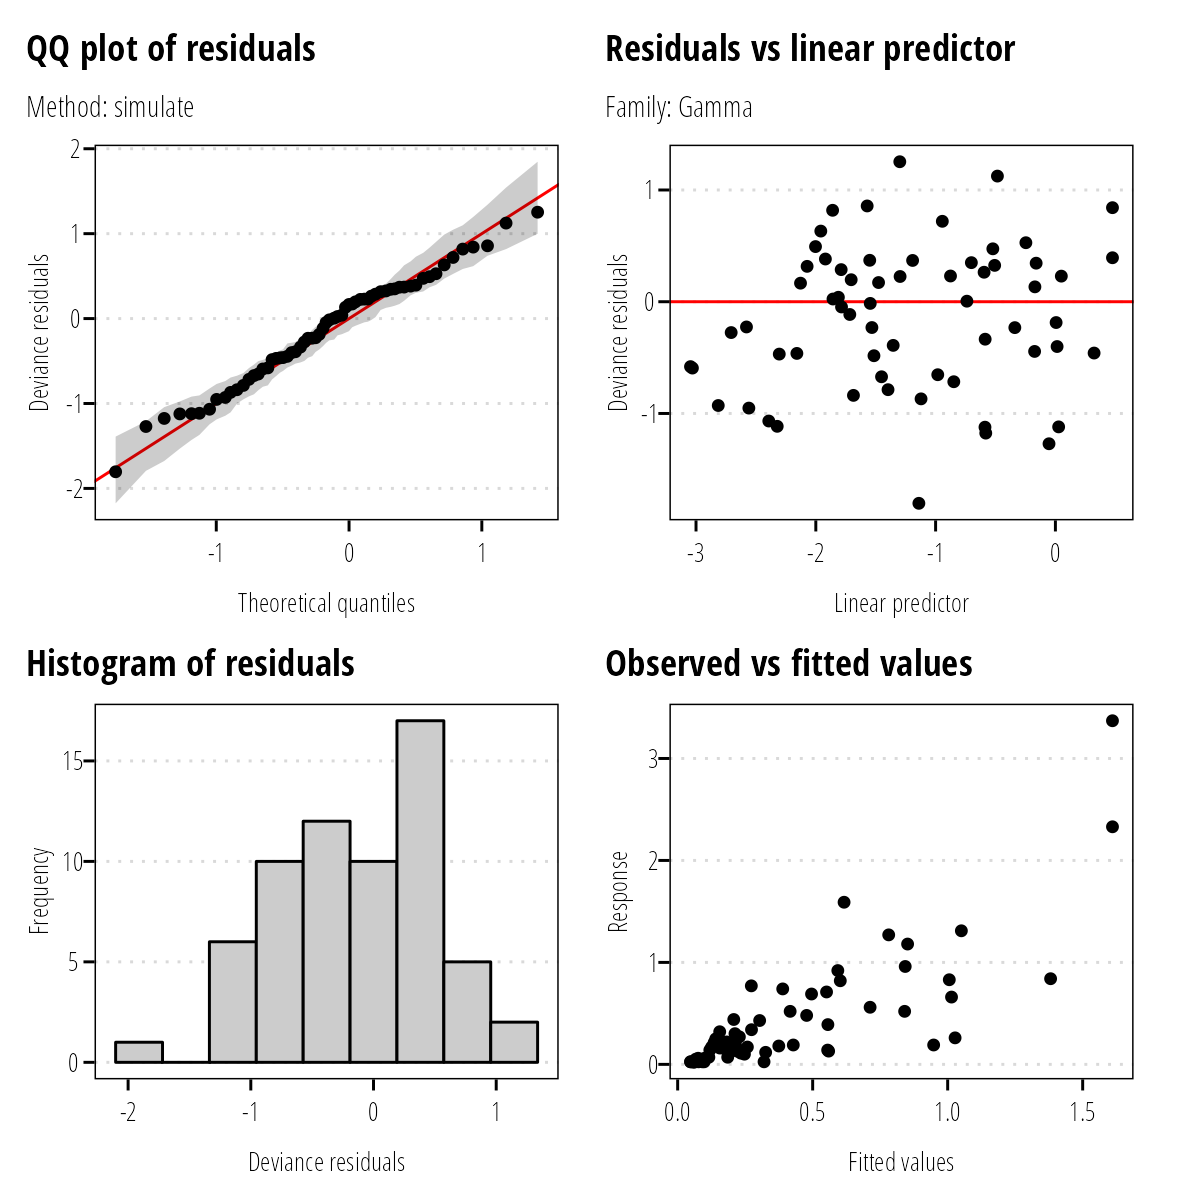 QQ plot of residuals
Method: simulate
2
1
0
-1
-2
Deviance residuals
-1
0
1
Theoretical quantiles
Residuals vs linear predictor
Family: Gamma
1
0
-1
Deviance residuals
-3
-2
-1
0
Linear predictor
Histogram of residuals
15
10
5
0
Frequency
-2
-1
0
1
Deviance residuals
Observed vs fitted values
3
2
1
0
Response
0.0
0.5
1.0
1.5
Fitted values